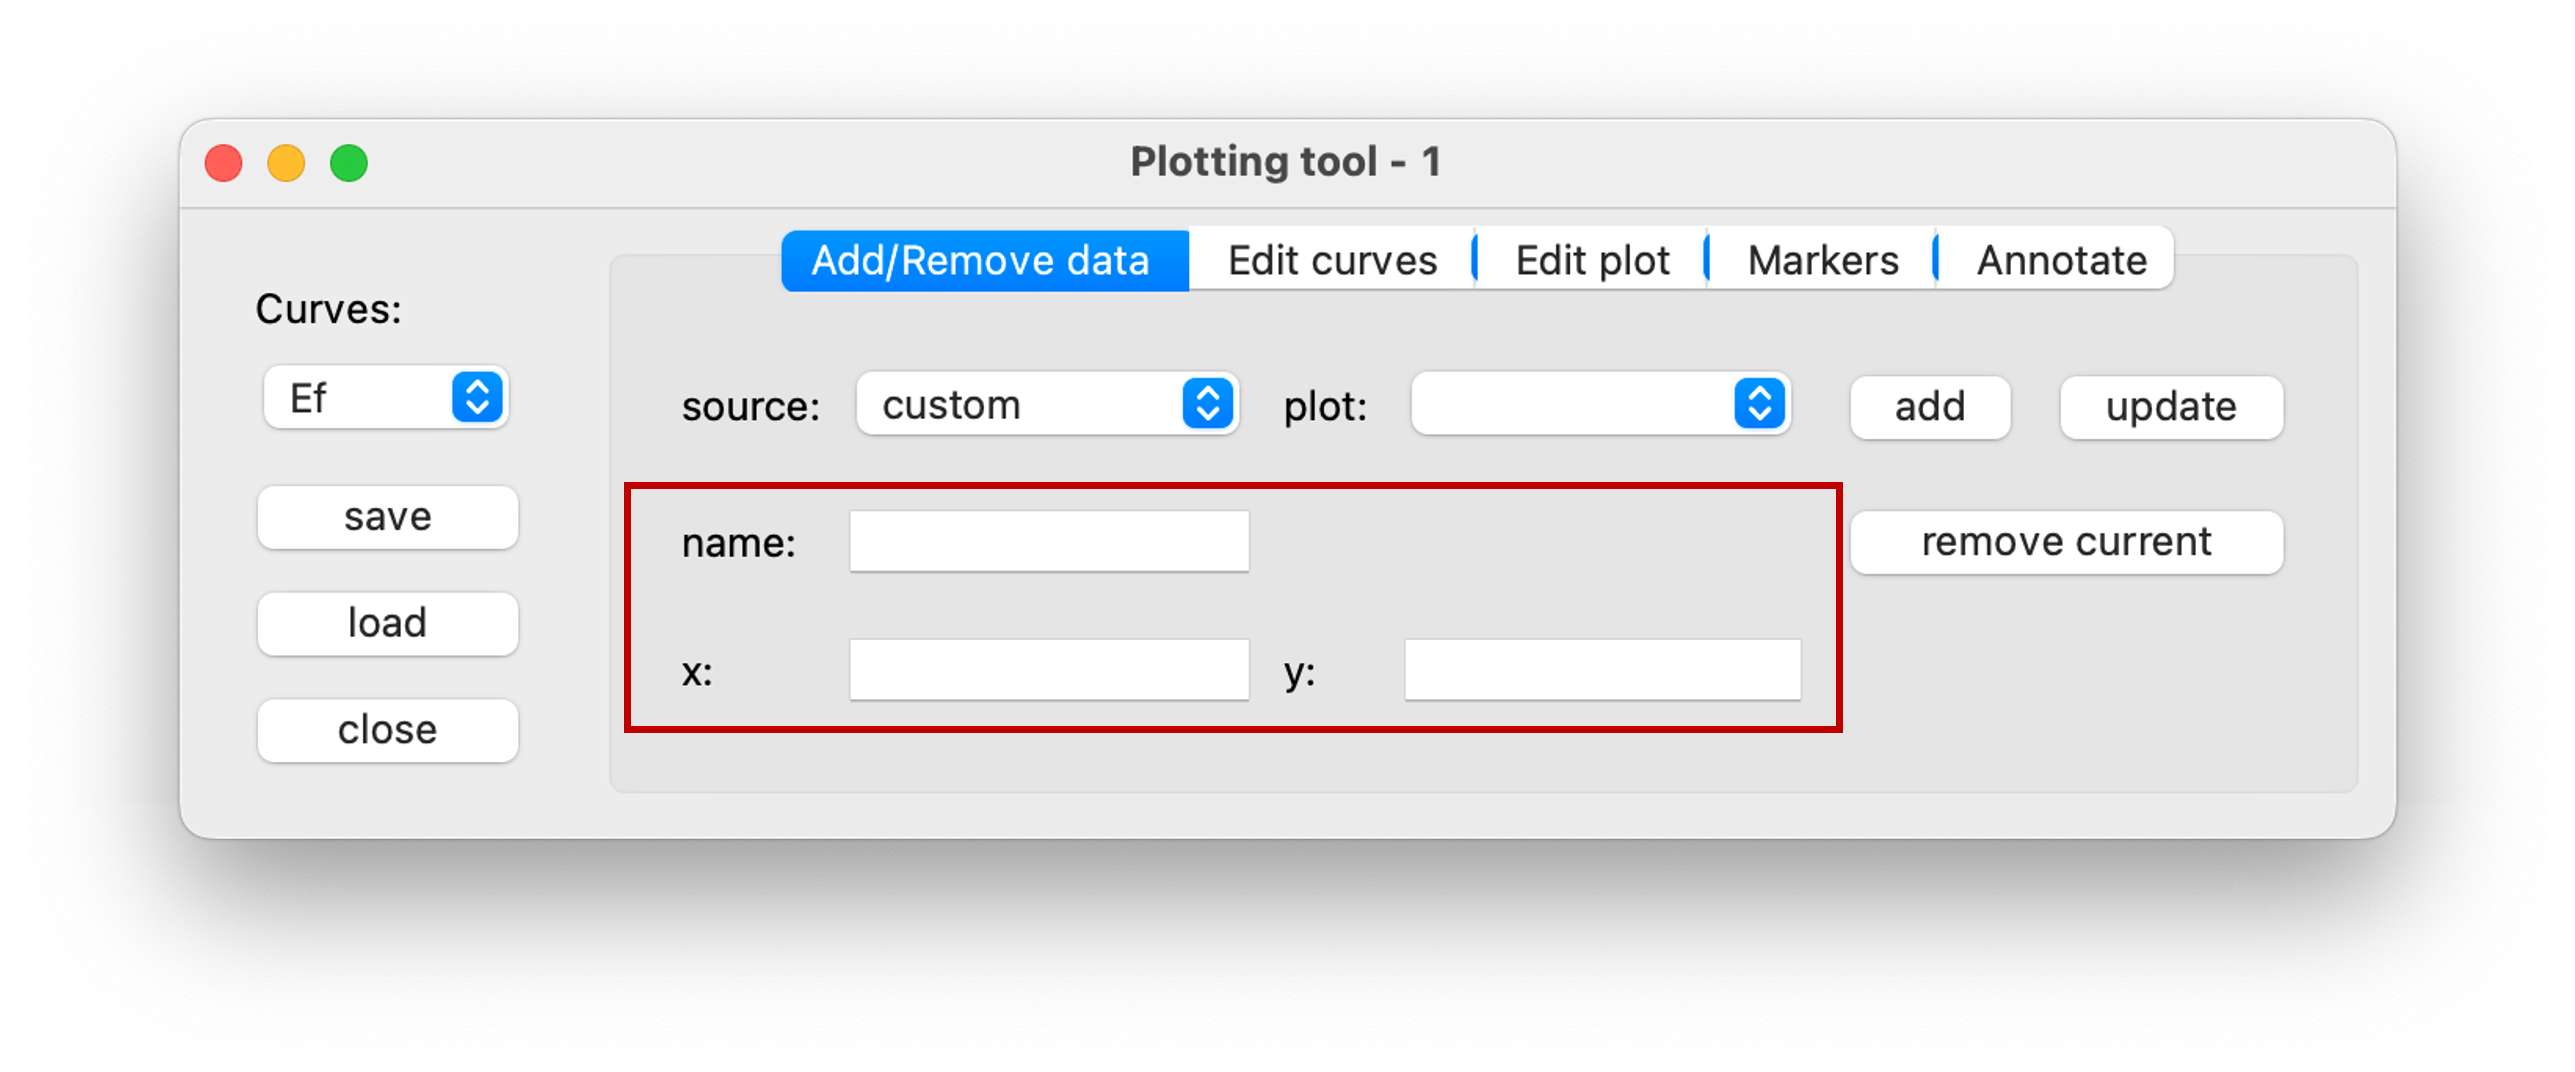 Plotting tool - 1
Add/Remove data Edit curves Edit plot Markers Annotate
Curves:
Ef
save
load
close
source: custom plot: add update
name: remove current
x: y: